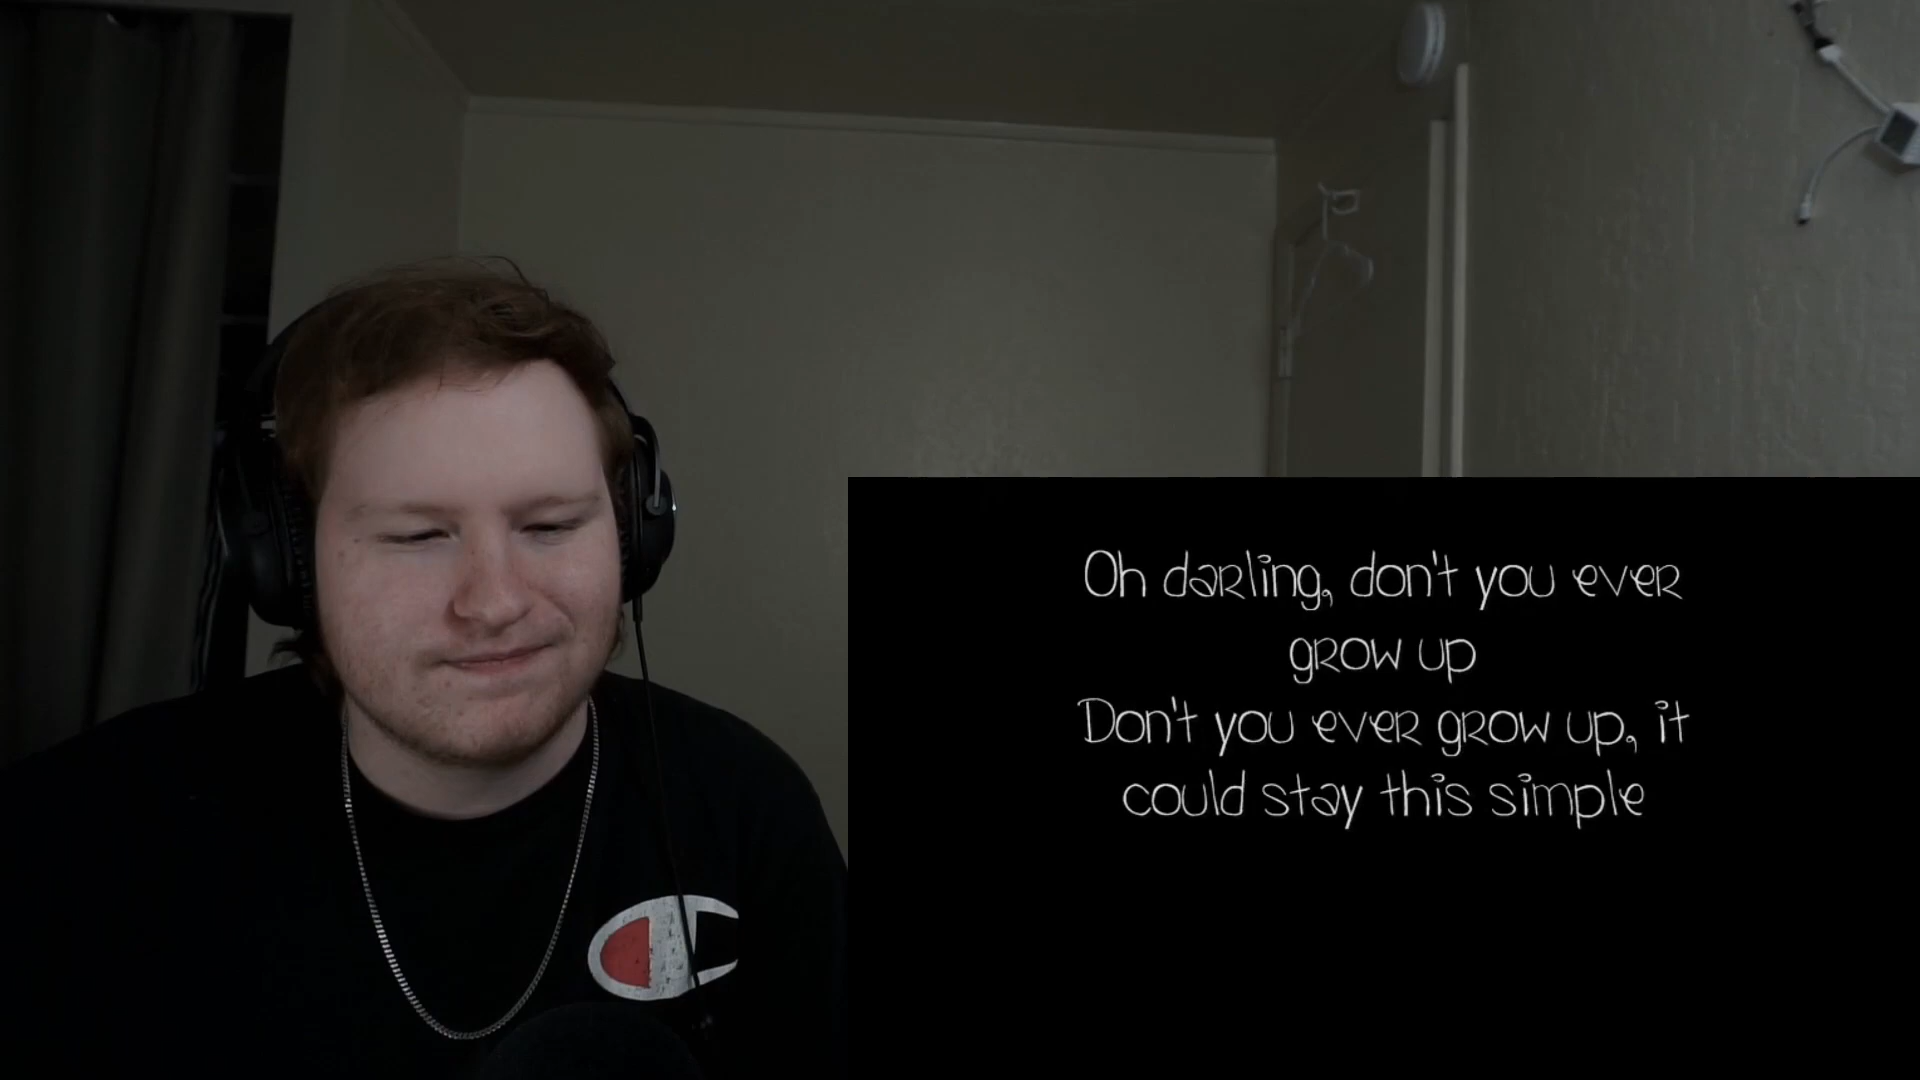 Oh darling, don't you ever
grow up
Don't you ever grow up, it
could stay this simple